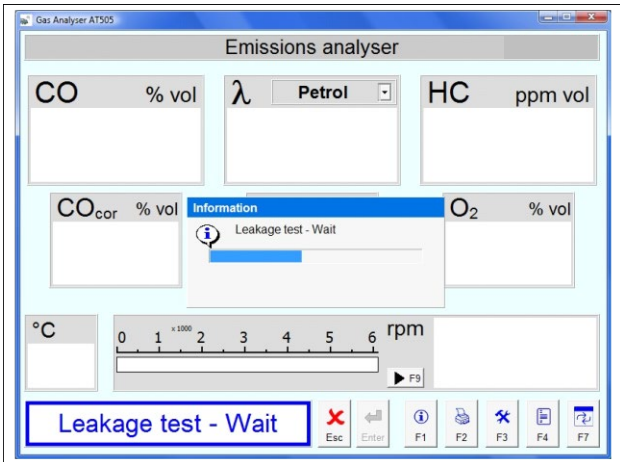 Gas Analyser AT505
Emissions analyser
CO % vol
λ Petrol
HC ppm vol
COcor % vol
O2 % vol
Information
Leakage test - Wait
°C
0 1 x 1000 2 3 4 5 6 rpm
F9
Leakage test - Wait
Esc Enter F1 F2 F3 F4 F7